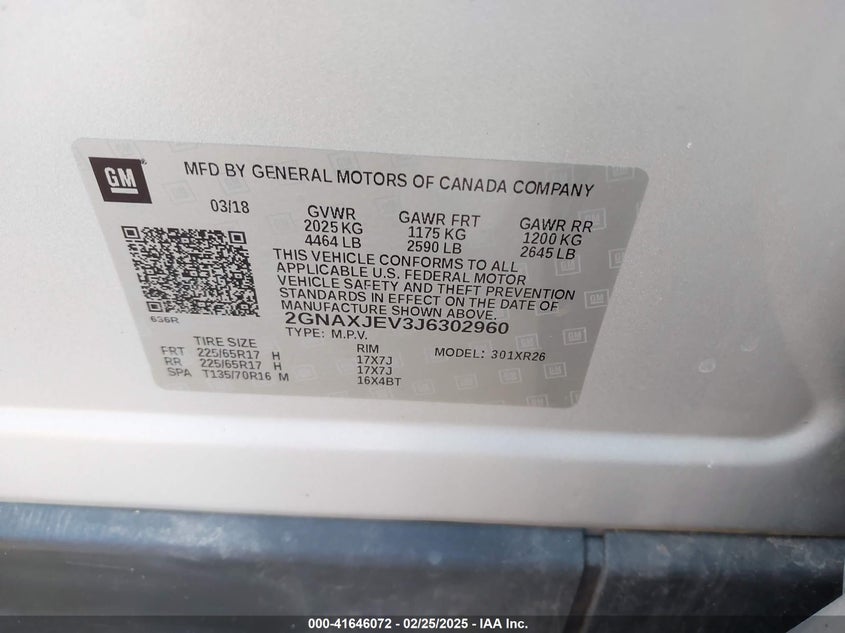 GM
MFD BY GENERAL MOTORS OF CANADA COMPANY
03/18 GVWR GAWR FRT GAWR RR
2025 KG 1175 KG 1200 KG
4464 LB 2590 LB 2645 LB
THIS VEHICLE CONFORMS TO ALL
APPLICABLE U.S. FEDERAL MOTOR
VEHICLE SAFETY AND THEFT PREVENTION
STANDARDS IN EFFECT ON THE DATE OF
MANUFACTURE SHOWN ABOVE.
2GNAXJEV3J6302960
636R
TYPE: M.P.V.
TIRE SIZE RIM MODEL: 301XR26
FRT 225/65R17 H 17X7J
RR 225/65R17 H 17X7J
SPA T135/70R16 M 16X4BT
000-41646072 — 02/25/2025 — IAA Inc.